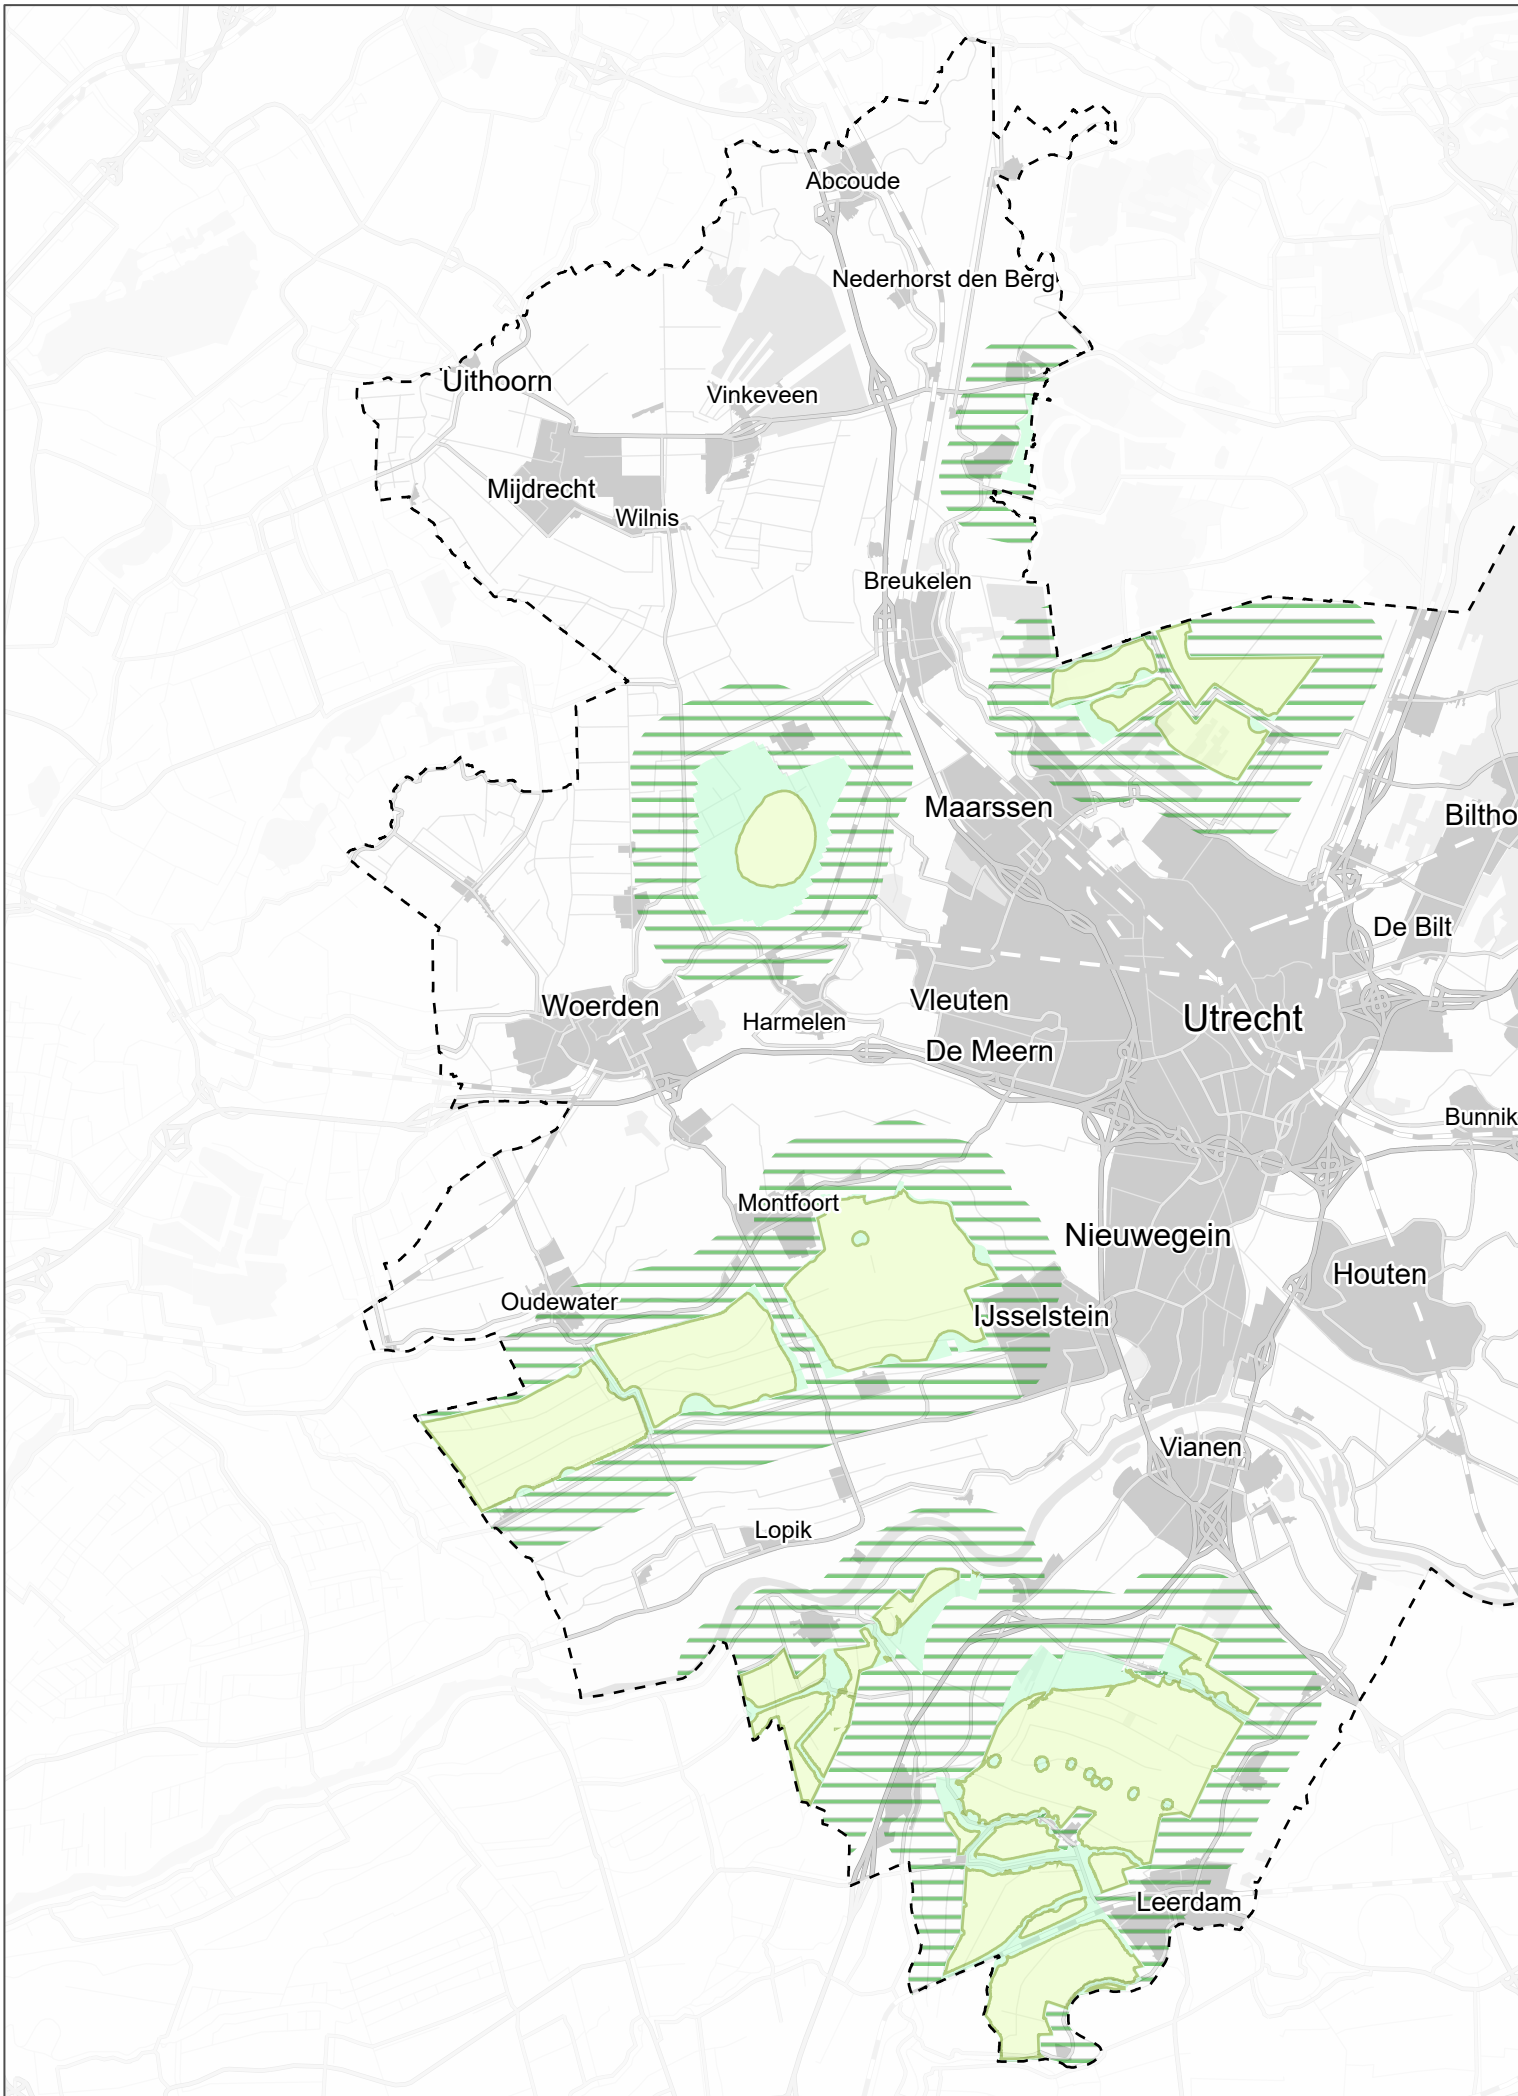 Abcoude
Nederhorst den Berg
Uithoorn
Vinkeveen
Mijdrecht
Wilnis
Breukelen
Maarssen
Biltho
De Bilt
Woerden
Vleuten
Harmelen
Utrecht
De Meern
Bunnik
Montfoort
Nieuwegein
Houten
Oudewater
IJsselstein
Vianen
Lopik
Leerdam